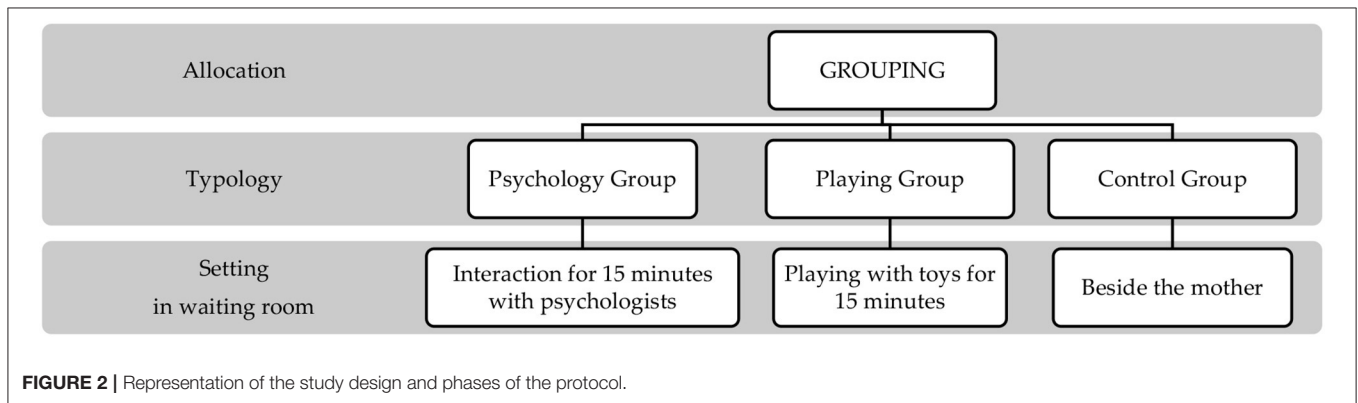 Allocation
GROUPING
Typology
Psychology Group
Playing Group
Control Group
Setting
in waiting room
Interaction for 15 minutes
with psychologists
Playing with toys for
15 minutes
Beside the mother
FIGURE 2 | Representation of the study design and phases of the protocol.